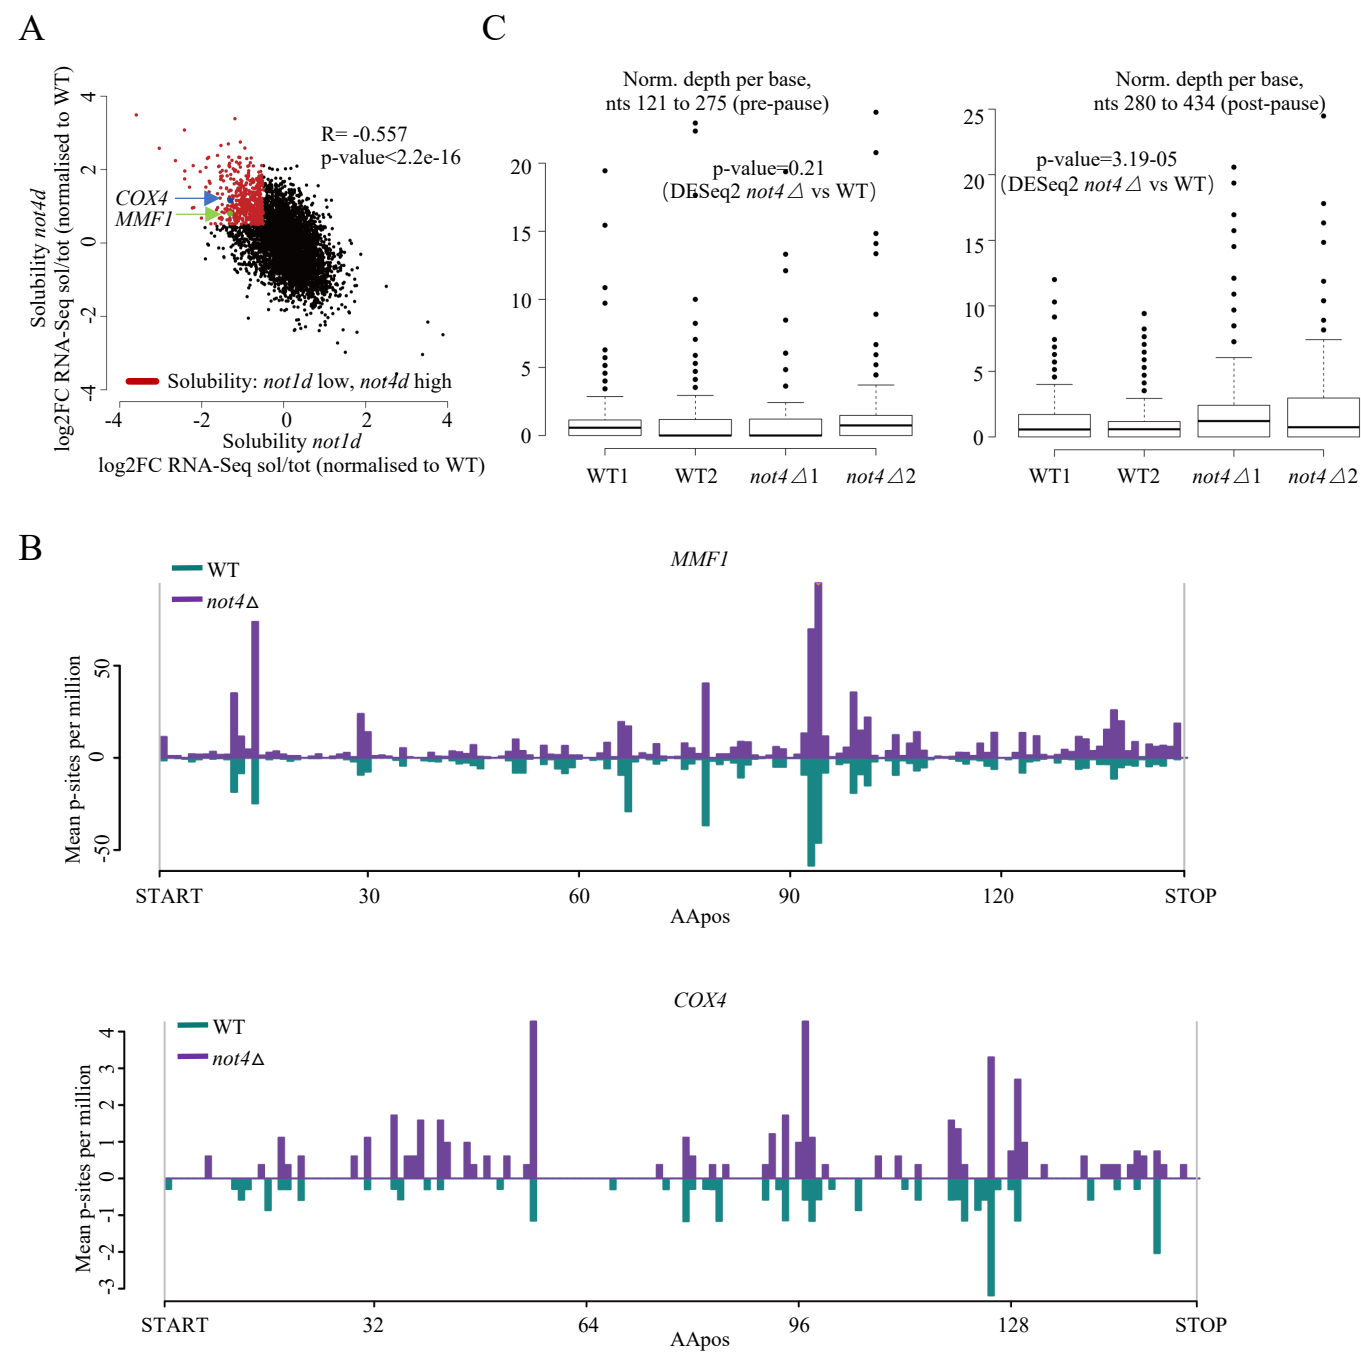 A
Solubility not4d
log2FC RNA-Seq sol/tot (normalised to WT)
4
2
0
-2
-4
R= -0.557
p-value<2.2e-16
COX4
MMF1
Solubility: not1d low, not4d high
-4 -2 0 2 4
Solubility not1d
log2FC RNA-Seq sol/tot (normalised to WT)
C
Norm. depth per base,
nts 121 to 275 (pre-pause)
p-value=0.21
(DESeq2 not4△ vs WT)
20
15
10
5
0
WT1 WT2 not4△1 not4△2
Norm. depth per base,
nts 280 to 434 (post-pause)
p-value=3.19-05
(DESeq2 not4△ vs WT)
25
20
15
10
5
0
WT1 WT2 not4△1 not4△2
B
MMF1
WT
not4△
Mean p-sites per million
50
0
-50
START 30 60 90 120 STOP
AApos
COX4
WT
not4△
Mean p-sites per million
4
3
2
1
0
-1
-2
-3
START 32 64 96 128 STOP
AApos